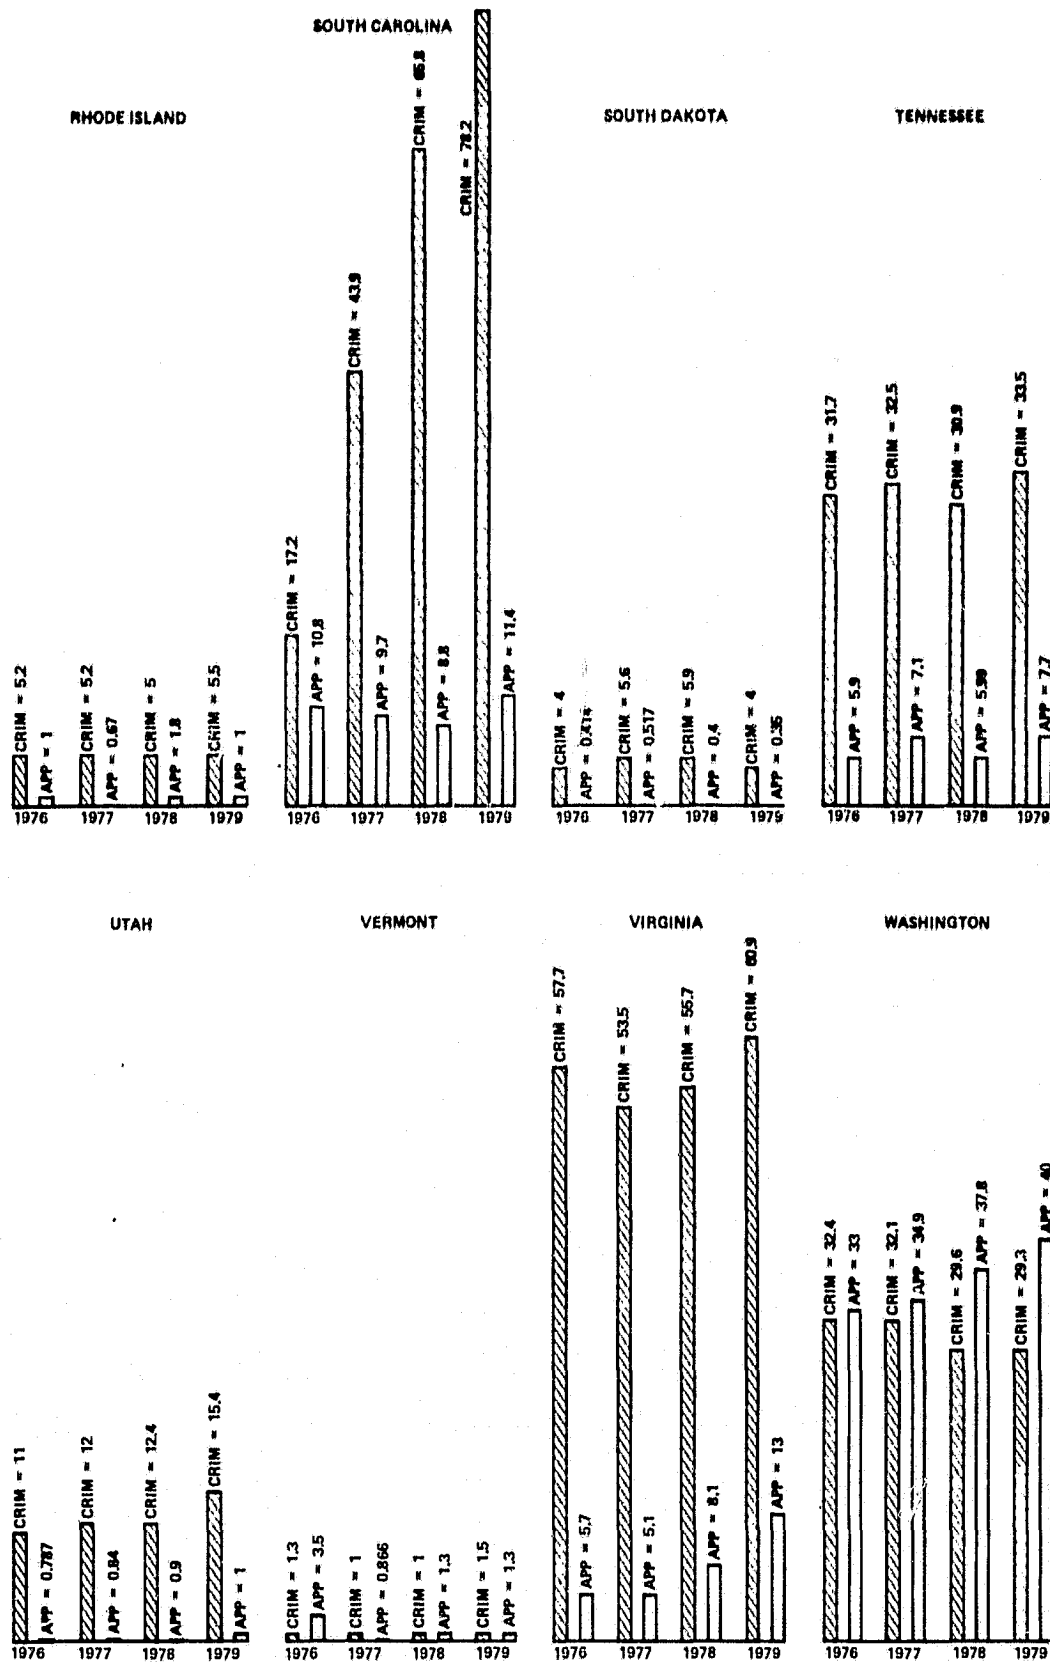 RHODE ISLAND
CRIM = 5.2
APP = 1
CRIM = 5.2
APP = 0.67
CRIM = 5
APP = 1.8
CRIM = 5.5
APP = 1
1976 1977 1978 1979
SOUTH CAROLINA
CRIM = 17.2
APP = 10.8
CRIM = 43.9
APP = 9.7
CRIM = 65.8
APP = 8.8
CRIM = 78.2
APP = 11.4
1976 1977 1978 1979
SOUTH DAKOTA
CRIM = 4
APP = 0.414
CRIM = 5.6
APP = 0.517
CRIM = 5.9
APP = 0.4
CRIM = 4
APP = 0.35
1976 1977 1978 1979
TENNESSEE
CRIM = 31.7
APP = 5.9
CRIM = 32.5
APP = 7.1
CRIM = 30.9
APP = 5.99
CRIM = 33.5
APP = 7.7
1976 1977 1978 1979
UTAH
CRIM = 11
APP = 0.787
CRIM = 12
APP = 0.84
CRIM = 12.4
APP = 0.9
CRIM = 15.4
APP = 1
1976 1977 1978 1979
VERMONT
CRIM = 1.3
APP = 3.5
CRIM = 1
APP = 0.866
CRIM = 1
APP = 1.3
CRIM = 1.5
APP = 1.3
1976 1977 1978 1979
VIRGINIA
CRIM = 57.7
APP = 5.7
CRIM = 53.5
APP = 5.1
CRIM = 55.7
APP = 8.1
CRIM = 60.9
APP = 13
1976 1977 1978 1979
WASHINGTON
CRIM = 32.4
APP = 33
CRIM = 32.1
APP = 34.9
CRIM = 29.6
APP = 37.8
CRIM = 29.3
APP = 40
1976 1977 1978 1979